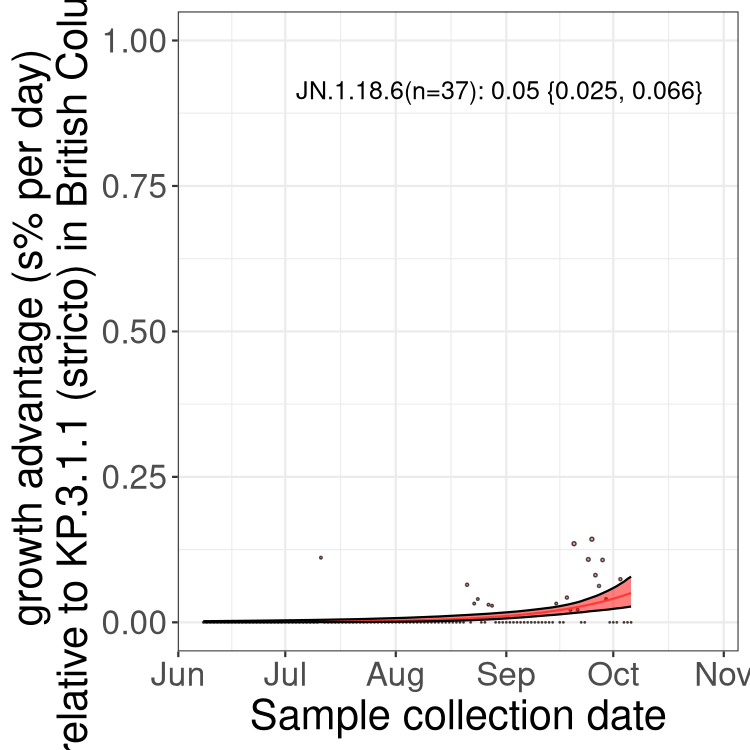 growth advantage (s% per day)
relative to KP.3.1.1 (stricto) in British Colu
1.00
0.75
0.50
0.25
0.00
JN.1.18.6(n=37): 0.05 {0.025, 0.066}
Jun Jul Aug Sep Oct Nov
Sample collection date